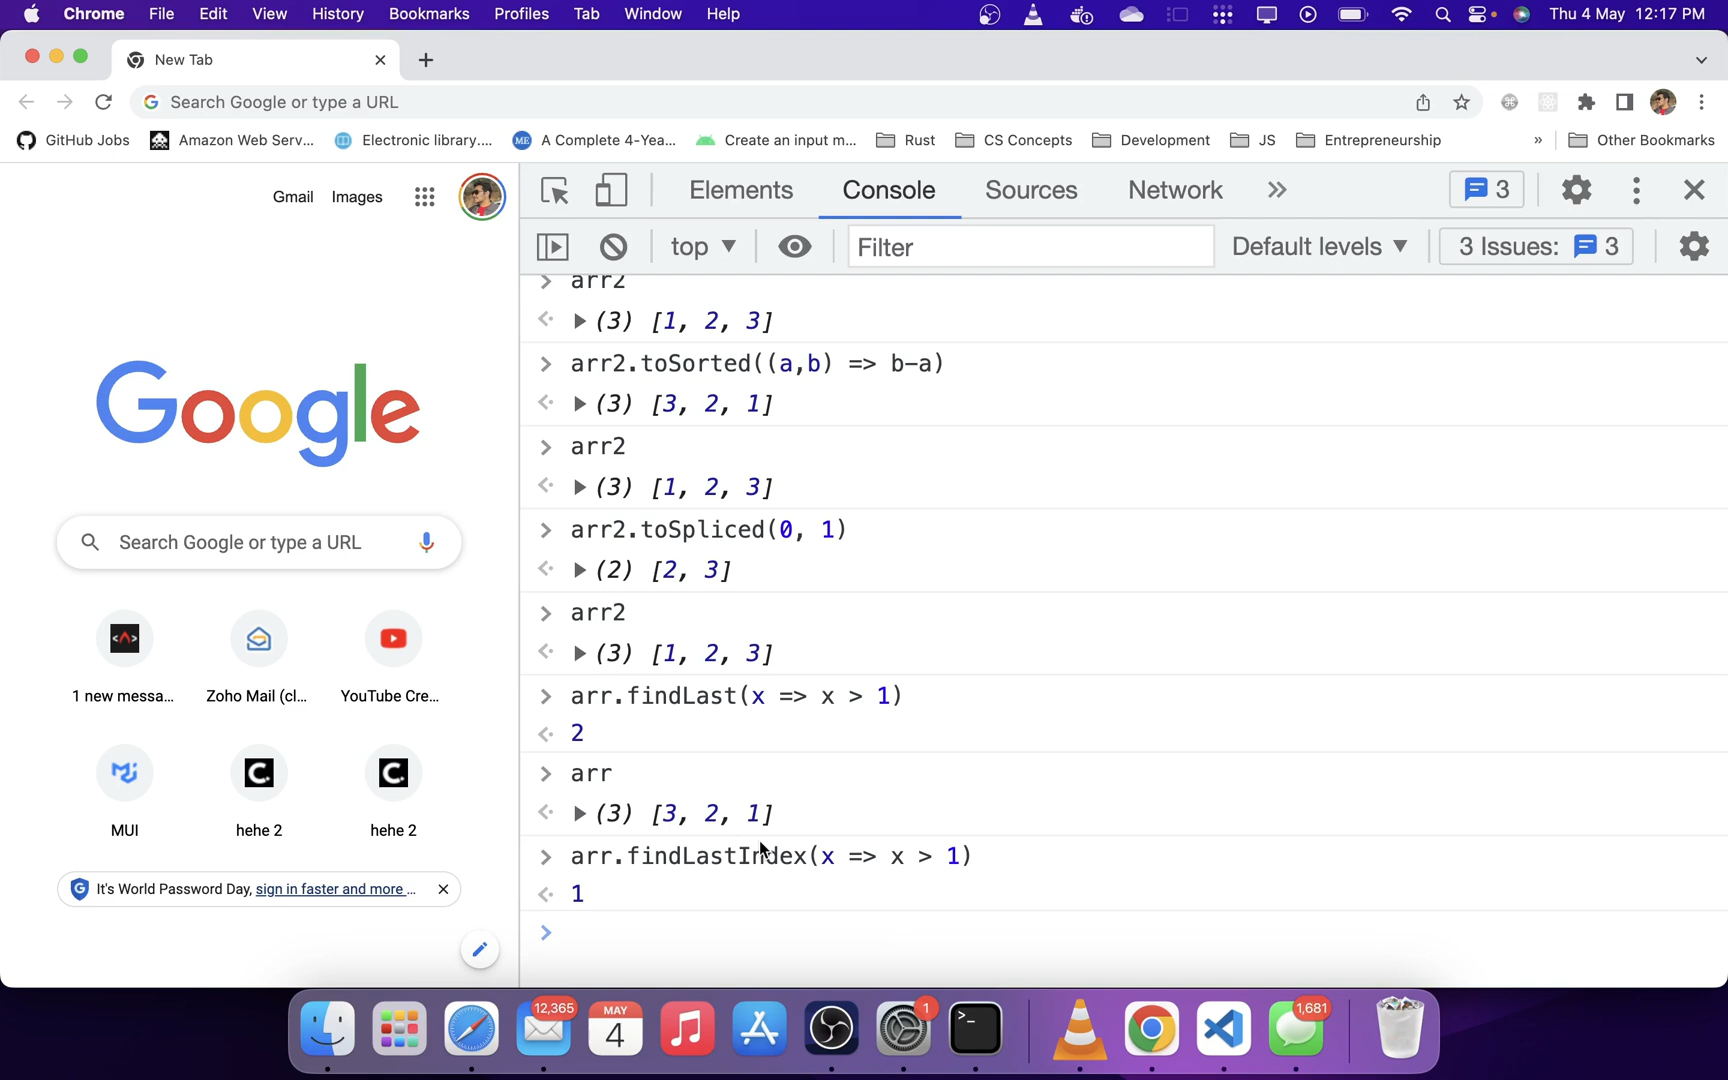 Chrome File Edit View History Bookmarks Profiles Tab Window Help Thu 4 May 12:17 PM
New Tab
Search Google or type a URL
GitHub Jobs Amazon Web Serv... Electronic library.... ME A Complete 4-Yea... Create an input m... Rust CS Concepts Development JS Entrepreneurship » Other Bookmarks
Gmail Images
Elements Console Sources Network » 3
top Filter Default levels 3 Issues: 3
arr2
(3) [1, 2, 3]
arr2.toSorted((a,b) => b-a)
(3) [3, 2, 1]
arr2
(3) [1, 2, 3]
arr2.toSpliced(0, 1)
(2) [2, 3]
arr2
(3) [1, 2, 3]
arr.findLast(x => x > 1)
2
arr
(3) [3, 2, 1]
arr.findLastIndex(x => x > 1)
1
Google
Search Google or type a URL
1 new messa... Zoho Mail (cl... YouTube Cre...
MUI hehe 2 hehe 2
It's World Password Day, sign in faster and more ...
12,365 MAY 4 1 1,681